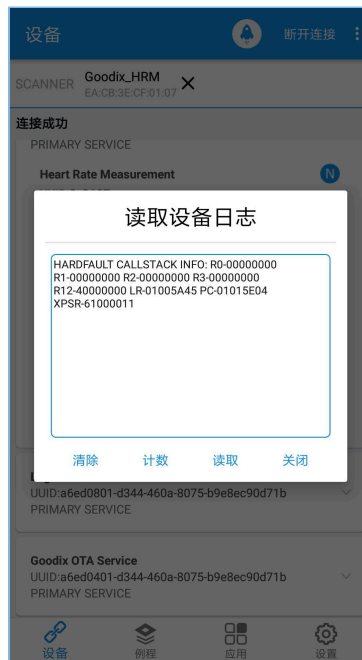 设备
断开连接
SCANNER
Goodix_HRM
EA:CB:3E:CF:01:07
连接成功
PRIMARY SERVICE
Heart Rate Measurement
N
读取设备日志
HARDFAULT CALLSTACK INFO: R0-00000000
R1-00000000 R2-00000000 R3-00000000
R12-40000000 LR-01005A45 PC-01015E04
XPSR-61000011
清除 计数 读取 关闭
UUID:a6ed0801-d344-460a-8075-b9e8ec90d71b
PRIMARY SERVICE
Goodix OTA Service
UUID:a6ed0401-d344-460a-8075-b9e8ec90d71b
PRIMARY SERVICE
设备 例程 应用 设置